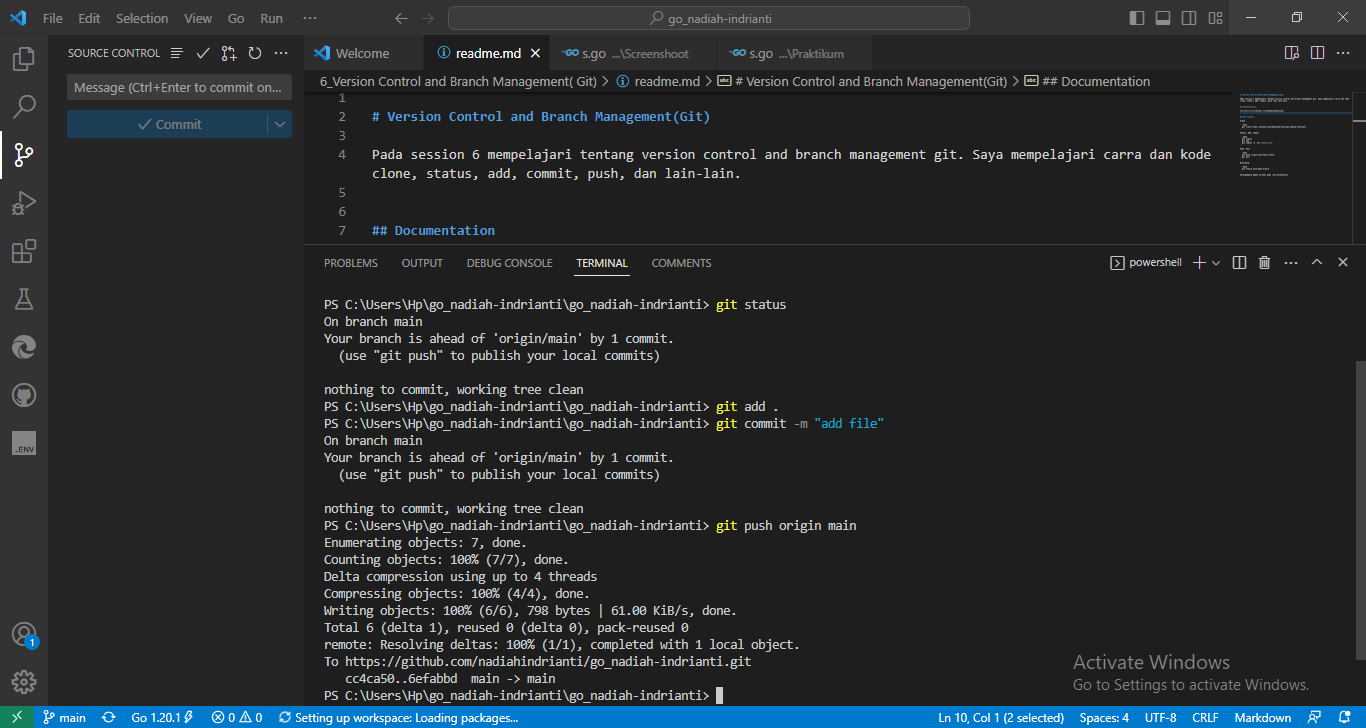 File Edit Selection View Go Run ···
go_nadiah-indrianti
SOURCE CONTROL
Message (Ctrl+Enter to commit on...
Commit
Welcome
readme.md
s.go ...\Screenshoot
s.go ...\Praktikum
6_Version Control and Branch Management( Git) > readme.md > # Version Control and Branch Management(Git) > ## Documentation
1
2 # Version Control and Branch Management(Git)
3
4 Pada session 6 mempelajari tentang version control and branch management git. Saya mempelajari carra dan kode
clone, status, add, commit, push, dan lain-lain.
5
6
7 ## Documentation
PROBLEMS OUTPUT DEBUG CONSOLE TERMINAL COMMENTS
powershell
PS C:\Users\Hp\go_nadiah-indrianti\go_nadiah-indrianti> git status
On branch main
Your branch is ahead of 'origin/main' by 1 commit.
(use "git push" to publish your local commits)
nothing to commit, working tree clean
PS C:\Users\Hp\go_nadiah-indrianti\go_nadiah-indrianti> git add .
PS C:\Users\Hp\go_nadiah-indrianti\go_nadiah-indrianti> git commit -m "add file"
On branch main
Your branch is ahead of 'origin/main' by 1 commit.
(use "git push" to publish your local commits)
nothing to commit, working tree clean
PS C:\Users\Hp\go_nadiah-indrianti\go_nadiah-indrianti> git push origin main
Enumerating objects: 7, done.
Counting objects: 100% (7/7), done.
Delta compression using up to 4 threads
Compressing objects: 100% (4/4), done.
Writing objects: 100% (6/6), 798 bytes | 61.00 KiB/s, done.
Total 6 (delta 1), reused 0 (delta 0), pack-reused 0
remote: Resolving deltas: 100% (1/1), completed with 1 local object.
To https://github.com/nadiahindrianti/go_nadiah-indrianti.git
cc4ca50..6efabbd main -> main
PS C:\Users\Hp\go_nadiah-indrianti\go_nadiah-indrianti>
.ENV
1
Activate Windows
Go to Settings to activate Windows.
main
Go 1.20.1
0 0
Setting up workspace: Loading packages...
Ln 10, Col 1 (2 selected)
Spaces: 4
UTF-8
CRLF
Markdown